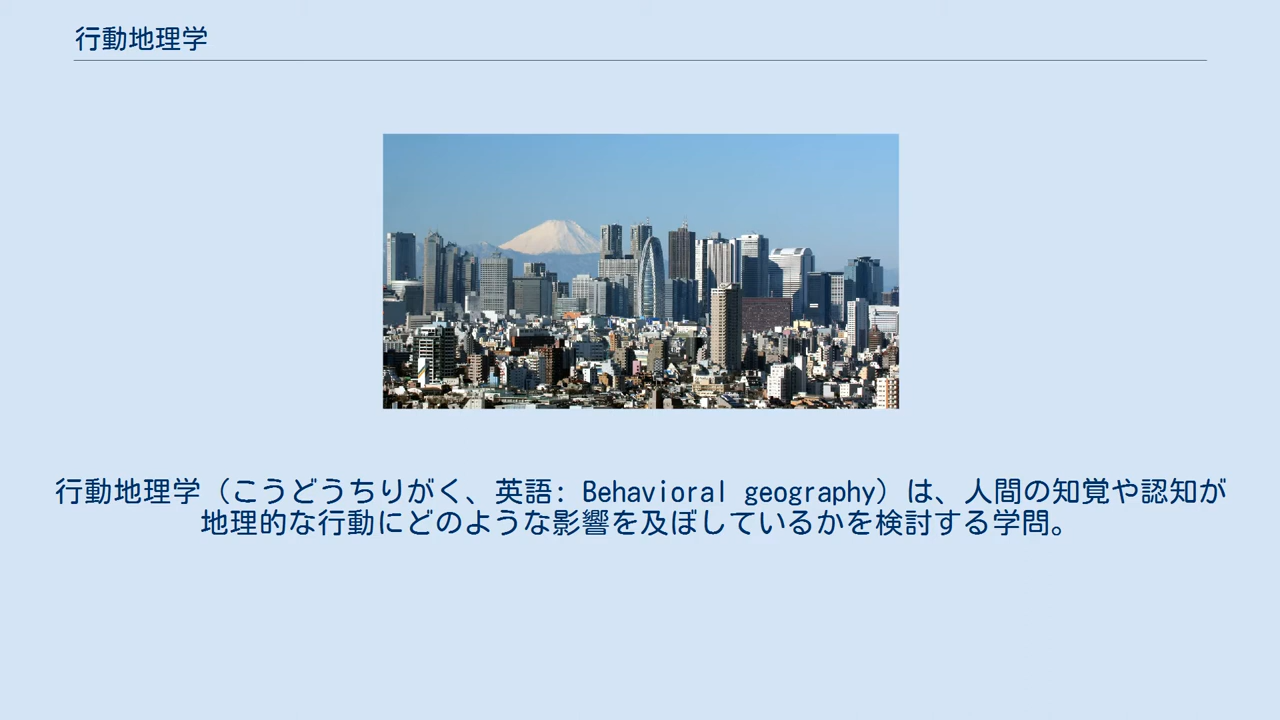 行動地理学
行動地理学（こうどうちりがく、英語: Behavioral geography）は、人間の知覚や認知が
地理的な行動にどのような影響を及ぼしているかを検討する学問。